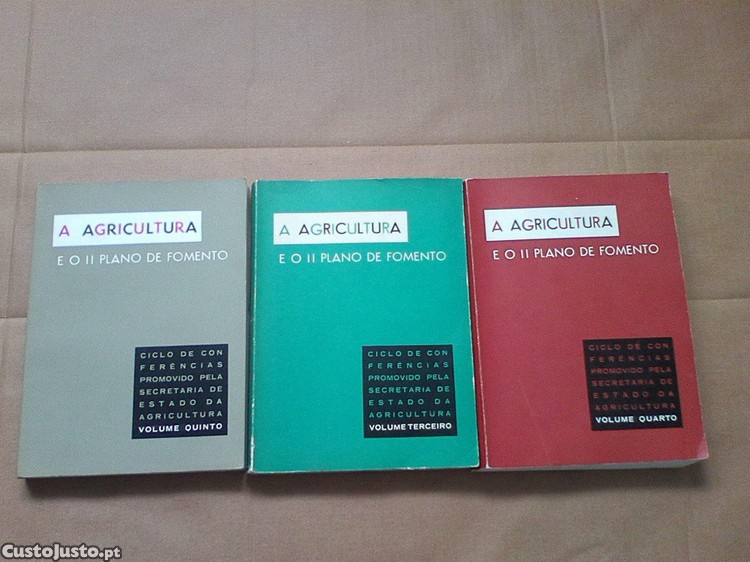 A AGRICULTURA
E O II PLANO DE FOMENTO
CICLO DE CON
FERÊNCIAS
PROMOVIDO PELA
SECRETARIA DE
ESTADO DA
AGRICULTURA
VOLUME QUINTO
A AGRICULTURA
E O II PLANO DE FOMENTO
CICLO DE CON
FERÊNCIAS
PROMOVIDO PELA
SECRETARIA DE
ESTADO DA
AGRICULTURA
VOLUME TERCEIRO
A AGRICULTURA
E O II PLANO DE FOMENTO
CICLO DE CON
FERÊNCIAS
PROMOVIDO PELA
SECRETARIA DE
ESTADO DA
AGRICULTURA
VOLUME QUARTO
CustoJusto.pt